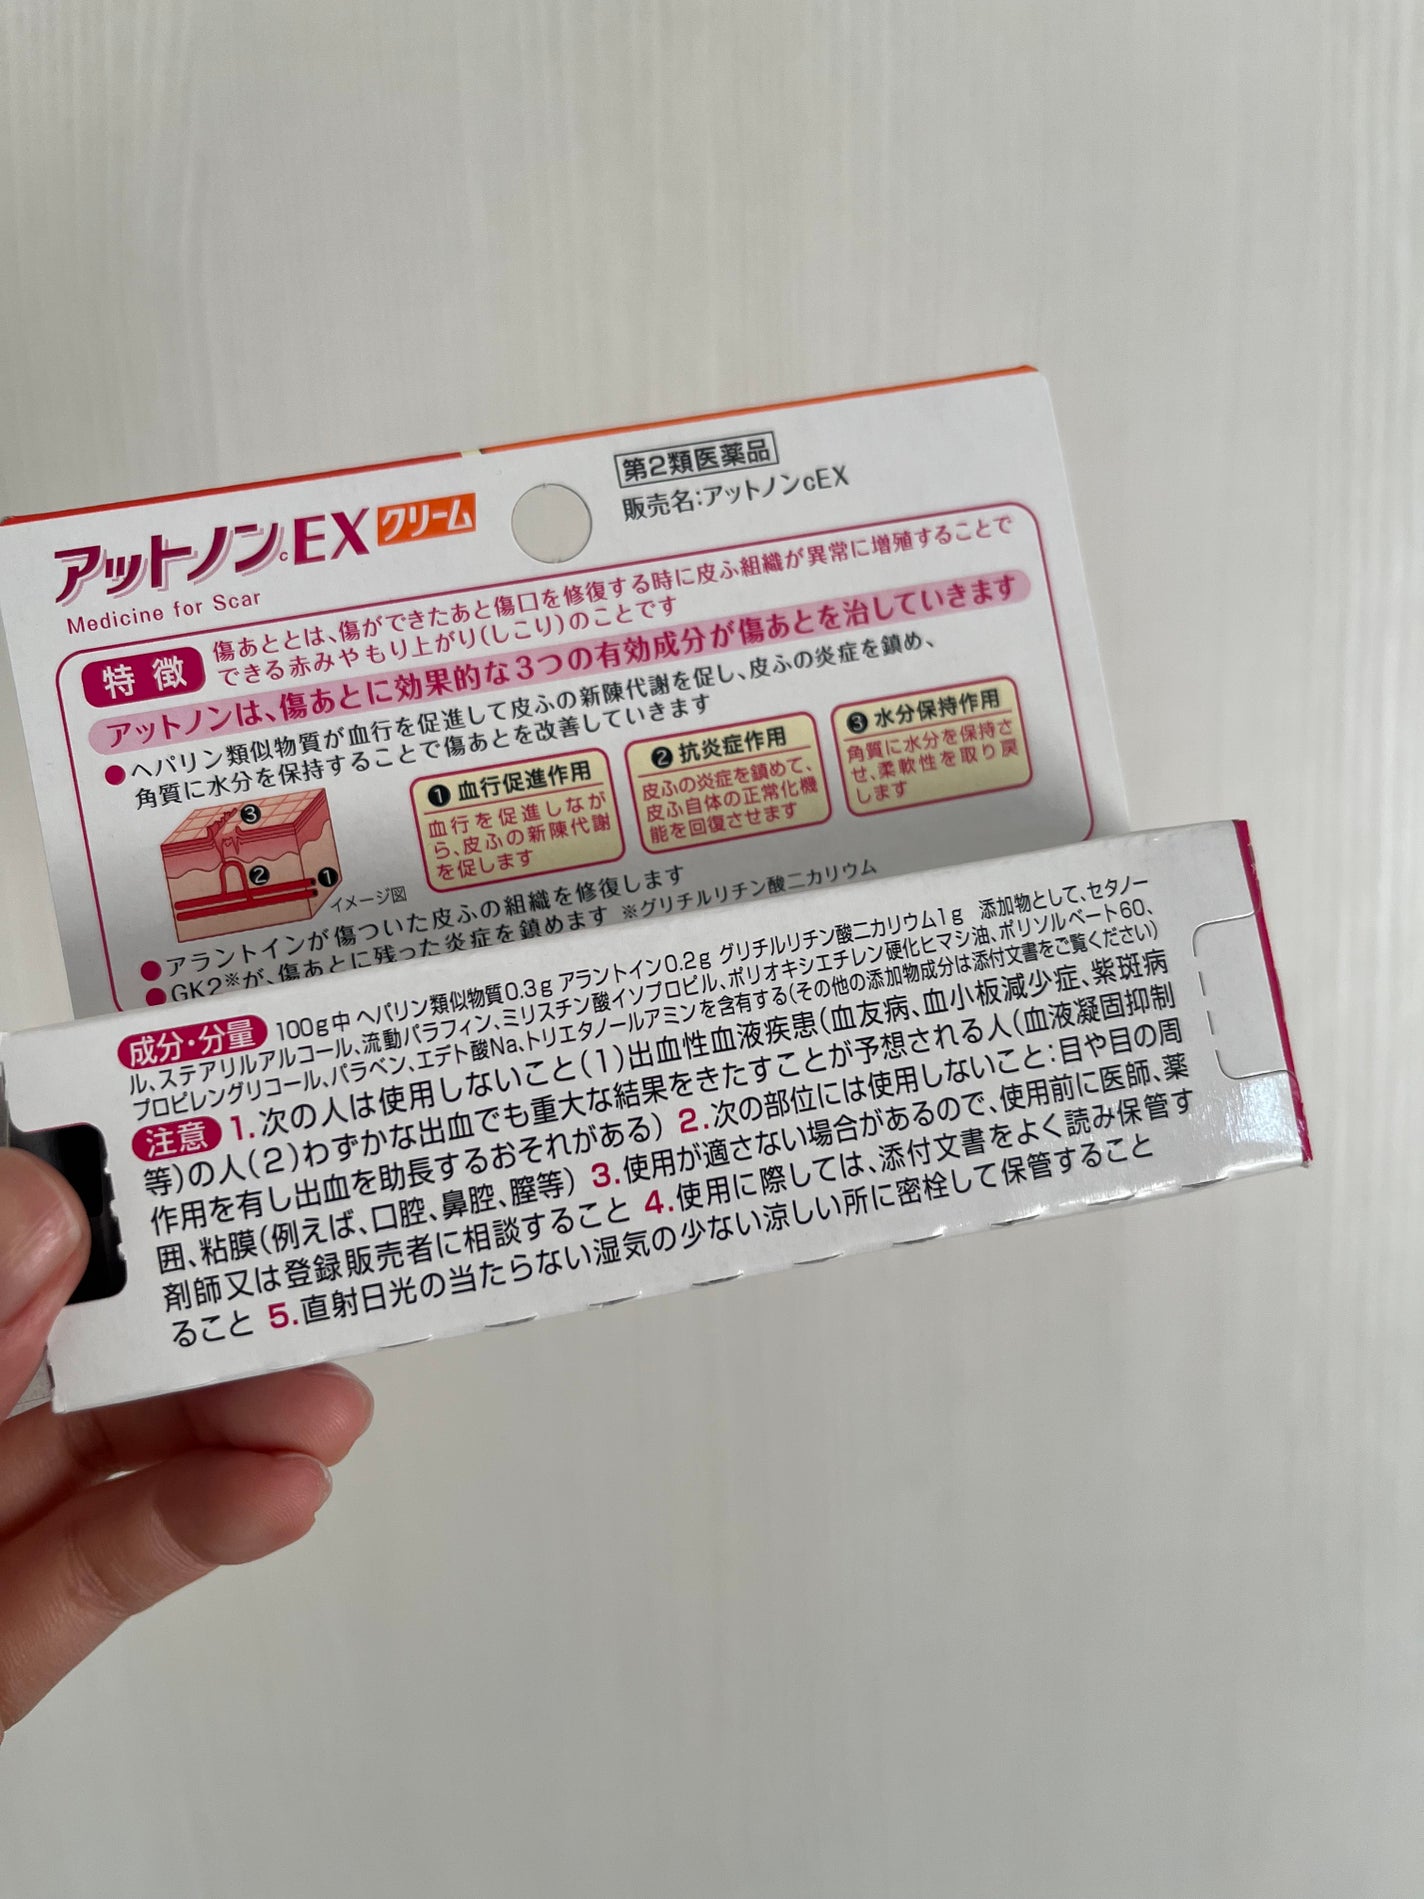 第2類医薬品
販売名:アットノンcEX
アットノンc EX クリーム
Medicine for Scar
特徴
傷あととは、傷ができたあと傷口を修復する時に皮ふ組織が異常に増殖することで
できる赤みやもり上がり(しこり)のことです
アットノンは、傷あとに効果的な3つの有効成分が傷あとを治していきます
●ヘパリン類似物質が血行を促進して皮ふの新陳代謝を促し、皮ふの炎症を鎮め、
角質に水分を保持することで傷あとを改善していきます
❶血行促進作用
血行を促進しなが
ら、皮ふの新陳代謝
を促します
❷抗炎症作用
皮ふの炎症を鎮めて、
皮ふ自体の正常化機
能を回復させます
❸水分保持作用
角質に水分を保持さ
せ、柔軟性を取り戻
します
❸
❷
❶
イメージ図
●アラントインが傷ついた皮ふの組織を修復します
●GK2※が、傷あとに残った炎症を鎮めます ※グリチルリチン酸二カリウム
成分・分量 100g中 ヘパリン類似物質0.3g アラントイン0.2g グリチルリチン酸二カリウム1g 添加物として、セタノー
ル、ステアリルアルコール、流動パラフィン、ミリスチン酸イソプロピル、ポリオキシエチレン硬化ヒマシ油、ポリソルベート60、
プロピレングリコール、パラベン、エデト酸Na、トリエタノールアミンを含有する(その他の添加物成分は添付文書をご覧ください)
注意 1.次の人は使用しないこと(1)出血性血液疾患(血友病、血小板減少症、紫斑病
等)の人(2)わずかな出血でも重大な結果をきたすことが予想される人(血液凝固抑制
作用を有し出血を助長するおそれがある) 2.次の部位には使用しないこと:目や目の周
囲、粘膜(例えば、口腔、鼻腔、膣等) 3.使用が適さない場合があるので、使用前に医師、薬
剤師又は登録販売者に相談すること 4.使用に際しては、添付文書をよく読み保管す
ること 5.直射日光の当たらない湿気の少ない涼しい所に密栓して保管すること